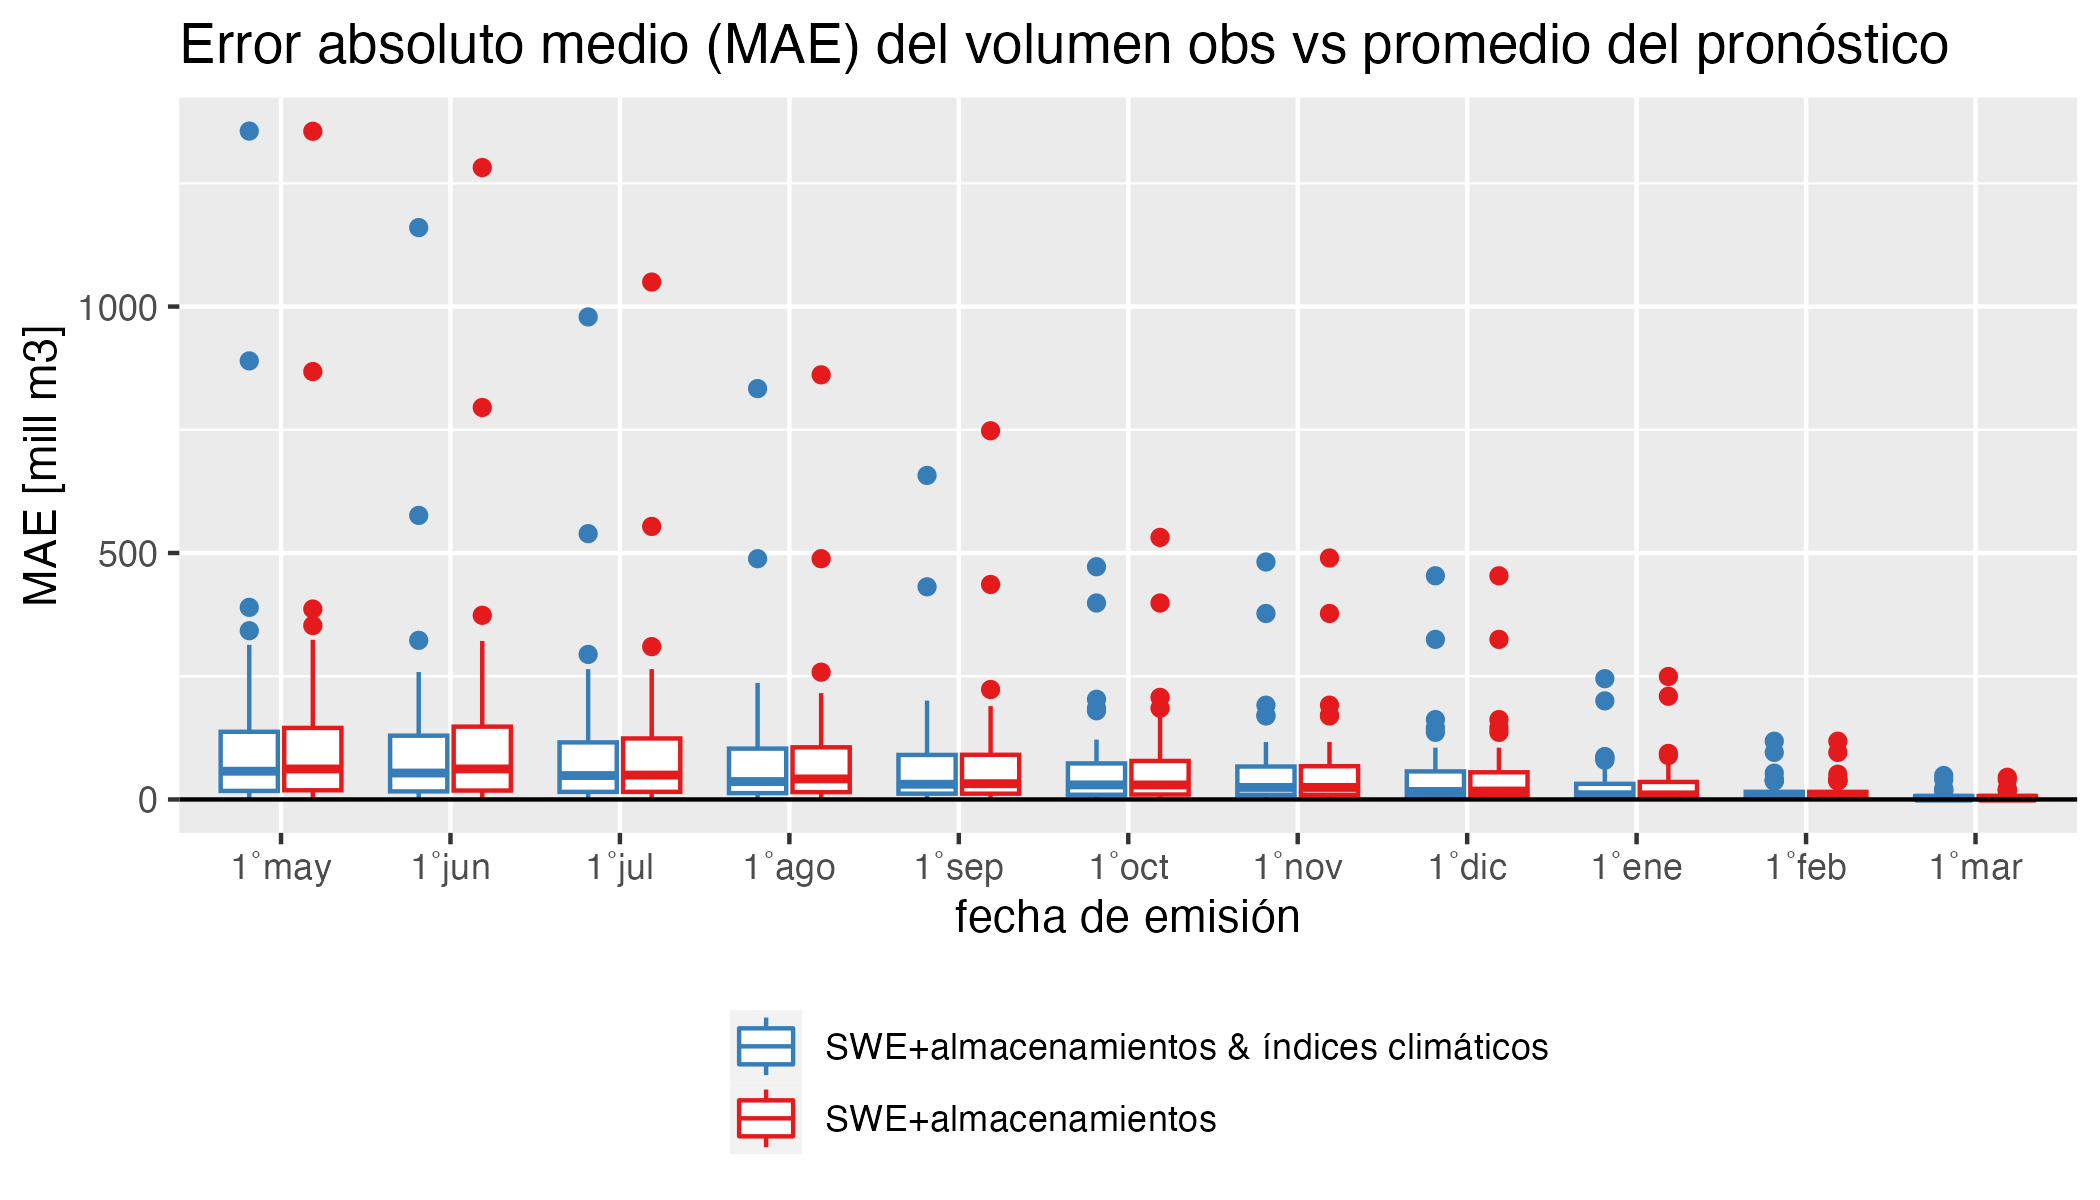 Error absoluto medio (MAE) del volumen obs vs promedio del pronóstico
MAE [mill m3]
1000
500
0
1°may 1°jun 1°jul 1°ago 1°sep 1°oct 1°nov 1°dic 1°ene 1°feb 1°mar
fecha de emisión
SWE+almacenamientos & índices climáticos
SWE+almacenamientos